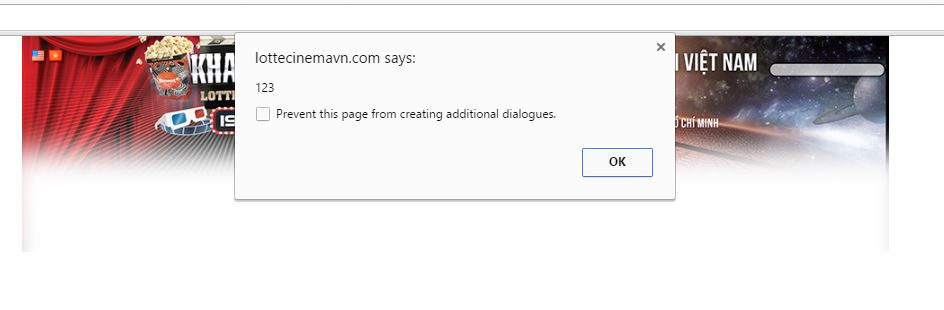 lottecinemavn.com says:
123
Prevent this page from creating additional dialogues.
OK
KHA
LOTT
IS
I VIỆT NAM
Ồ CHÍ MINH